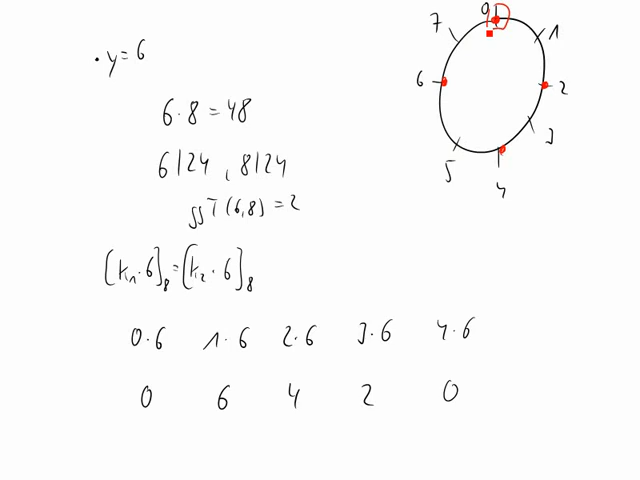 • y = 6
6 · 8 = 48
6 | 24 , 8 | 24
ggT (6,8) = 2
[k₁ · 6]₈ = [k₂ · 6]₈
0·6 1·6 2·6 3·6 4·6
0 6 4 2 0
0
7 1
6 2
5 3
4